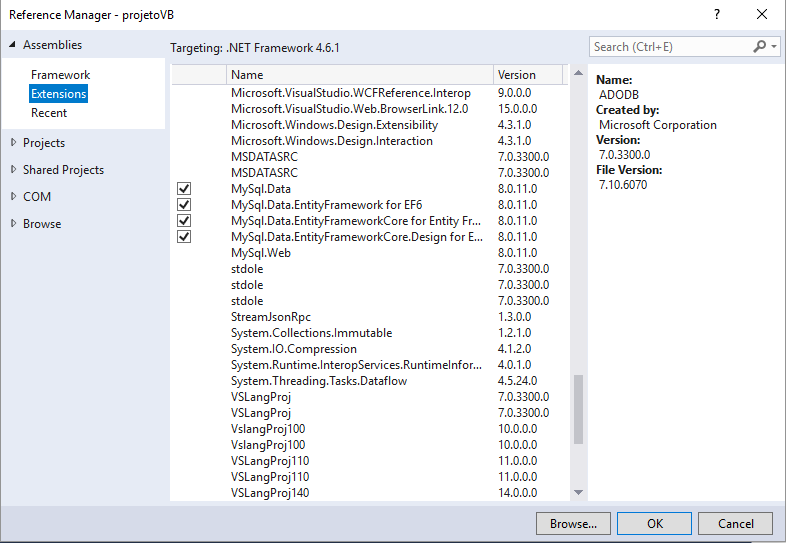 Reference Manager - projetoVB
Assemblies
Framework
Extensions
Recent
Projects
Shared Projects
COM
Browse
Targeting: .NET Framework 4.6.1
Search (Ctrl+E)
Name Version
Microsoft.VisualStudio.WCFReference.Interop 9.0.0.0
Microsoft.VisualStudio.Web.BrowserLink.12.0 15.0.0.0
Microsoft.Windows.Design.Extensibility 4.3.1.0
Microsoft.Windows.Design.Interaction 4.3.1.0
MSDATASRC 7.0.3300.0
MSDATASRC 7.0.3300.0
MySql.Data 8.0.11.0
MySql.Data.EntityFramework for EF6 8.0.11.0
MySql.Data.EntityFrameworkCore for Entity Fr... 8.0.11.0
MySql.Data.EntityFrameworkCore.Design for E... 8.0.11.0
MySql.Web 8.0.11.0
stdole 7.0.3300.0
stdole 7.0.3300.0
stdole 7.0.3300.0
StreamJsonRpc 1.3.0.0
System.Collections.Immutable 1.2.1.0
System.IO.Compression 4.1.2.0
System.Runtime.InteropServices.RuntimeInfor... 4.0.1.0
System.Threading.Tasks.Dataflow 4.5.24.0
VSLangProj 7.0.3300.0
VSLangProj 7.0.3300.0
VslangProj100 10.0.0.0
VslangProj100 10.0.0.0
VSLangProj110 11.0.0.0
VSLangProj110 11.0.0.0
VSLangProj140 14.0.0.0
Name:
ADODB
Created by:
Microsoft Corporation
Version:
7.0.3300.0
File Version:
7.10.6070
Browse... OK Cancel